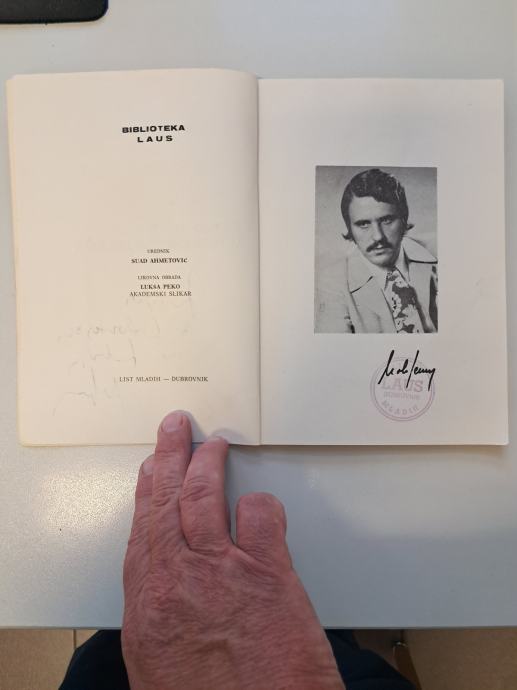 BIBLIOTEKA
LAUS
UREDNIK
SUAD AHMETOVIĆ
LIKOVNA OBRADA
LUKŠA PEKO
AKADEMSKI SLIKAR
LIST MLADIH — DUBROVNIK
LAUS
DUBROVNIK
MLADIH